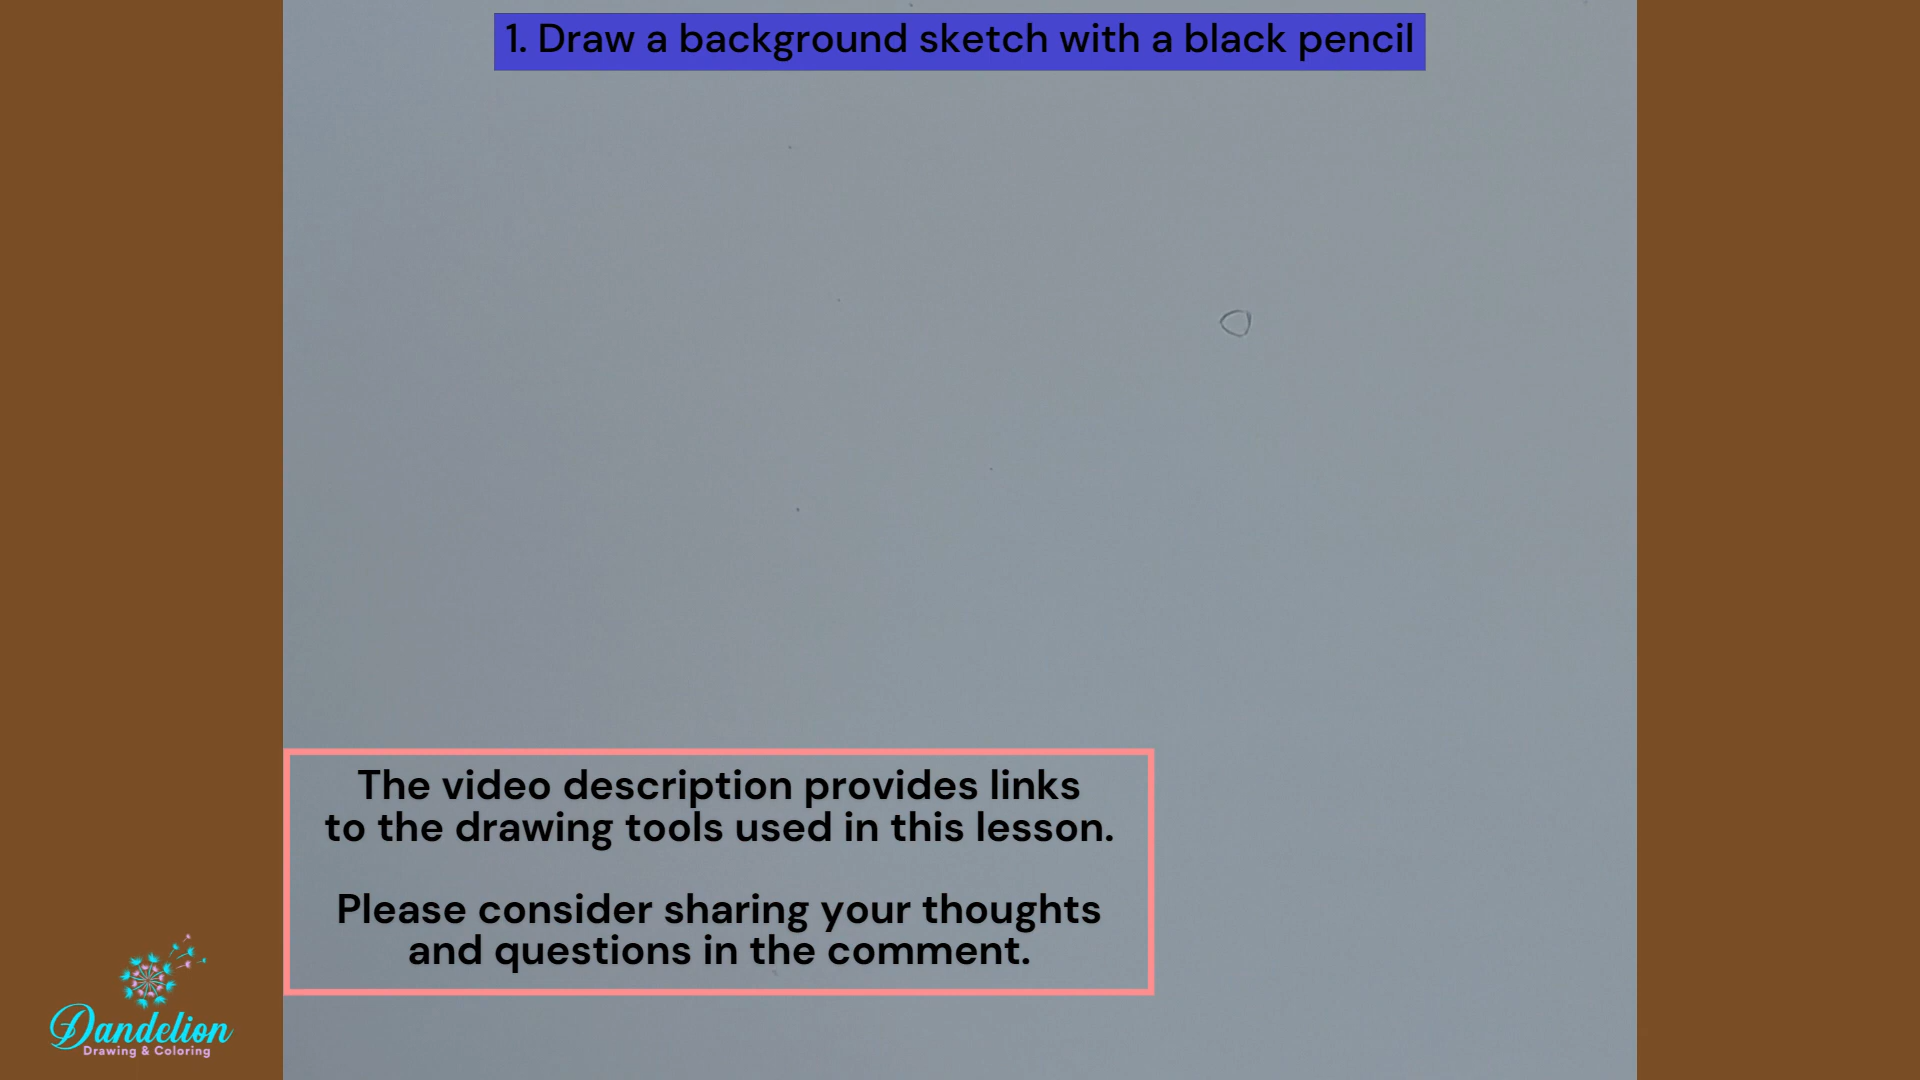 1. Draw a background sketch with a black pencil
The video description provides links
to the drawing tools used in this lesson.
Please consider sharing your thoughts
and questions in the comment.
Dandelion
Drawing & Coloring